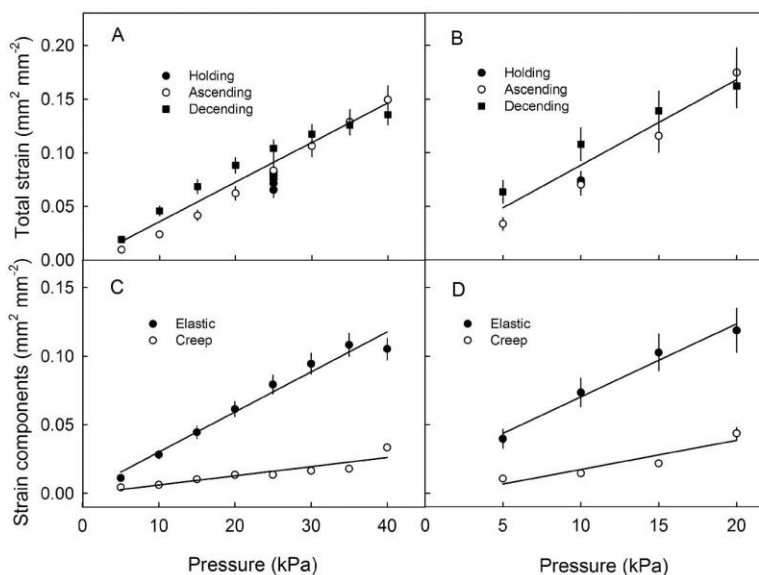 A
B
Holding
Ascending
Decending
Holding
Ascending
Decending
Total strain (mm² mm⁻²)
0.20
0.15
0.10
0.05
0.00
C
D
Elastic
Creep
Elastic
Creep
Strain components (mm² mm⁻²)
0.10
0.05
0.00
0 10 20 30 40
0 5 10 15 20
Pressure (kPa)
Pressure (kPa)